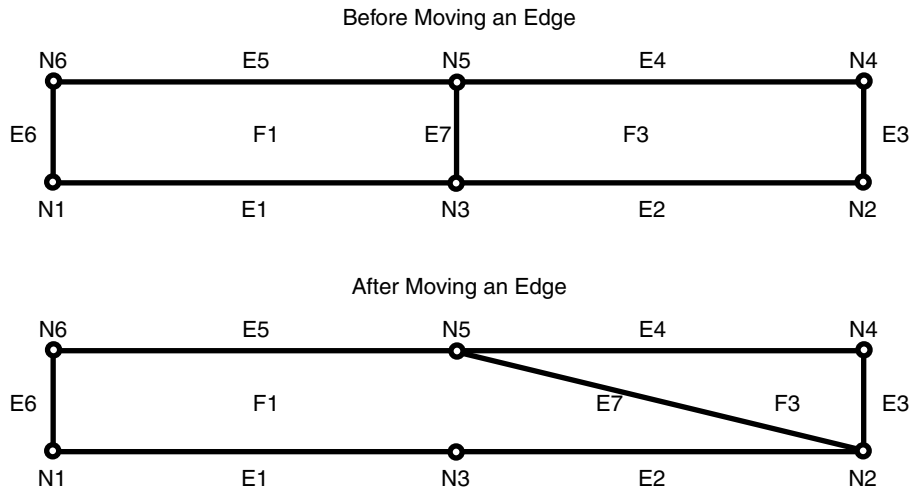 Before Moving an Edge
N6 E5 N5 E4 N4
E6 F1 E7 F3 E3
N1 E1 N3 E2 N2
After Moving an Edge
N6 E5 N5 E4 N4
E6 F1 E7 F3 E3
N1 E1 N3 E2 N2